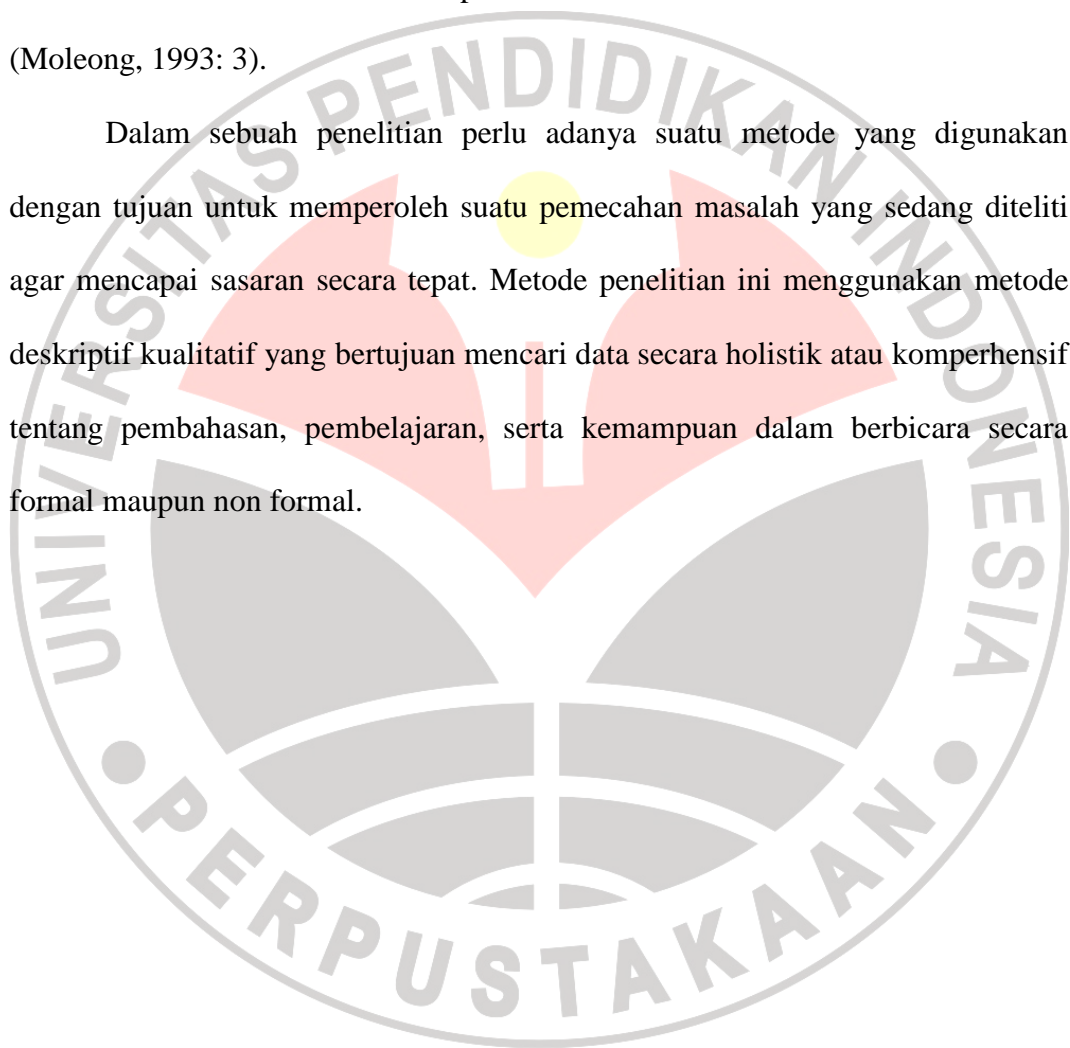 (Moleong, 1993: 3).
Dalam sebuah penelitian perlu adanya suatu metode yang digunakan
dengan tujuan untuk memperoleh suatu pemecahan masalah yang sedang diteliti
agar mencapai sasaran secara tepat. Metode penelitian ini menggunakan metode
deskriptif kualitatif yang bertujuan mencari data secara holistik atau komperhensif
tentang pembahasan, pembelajaran, serta kemampuan dalam berbicara secara
formal maupun non formal.
UNIVERSITAS PENDIDIKAN INDONESIA
PERPUSTAKAAN